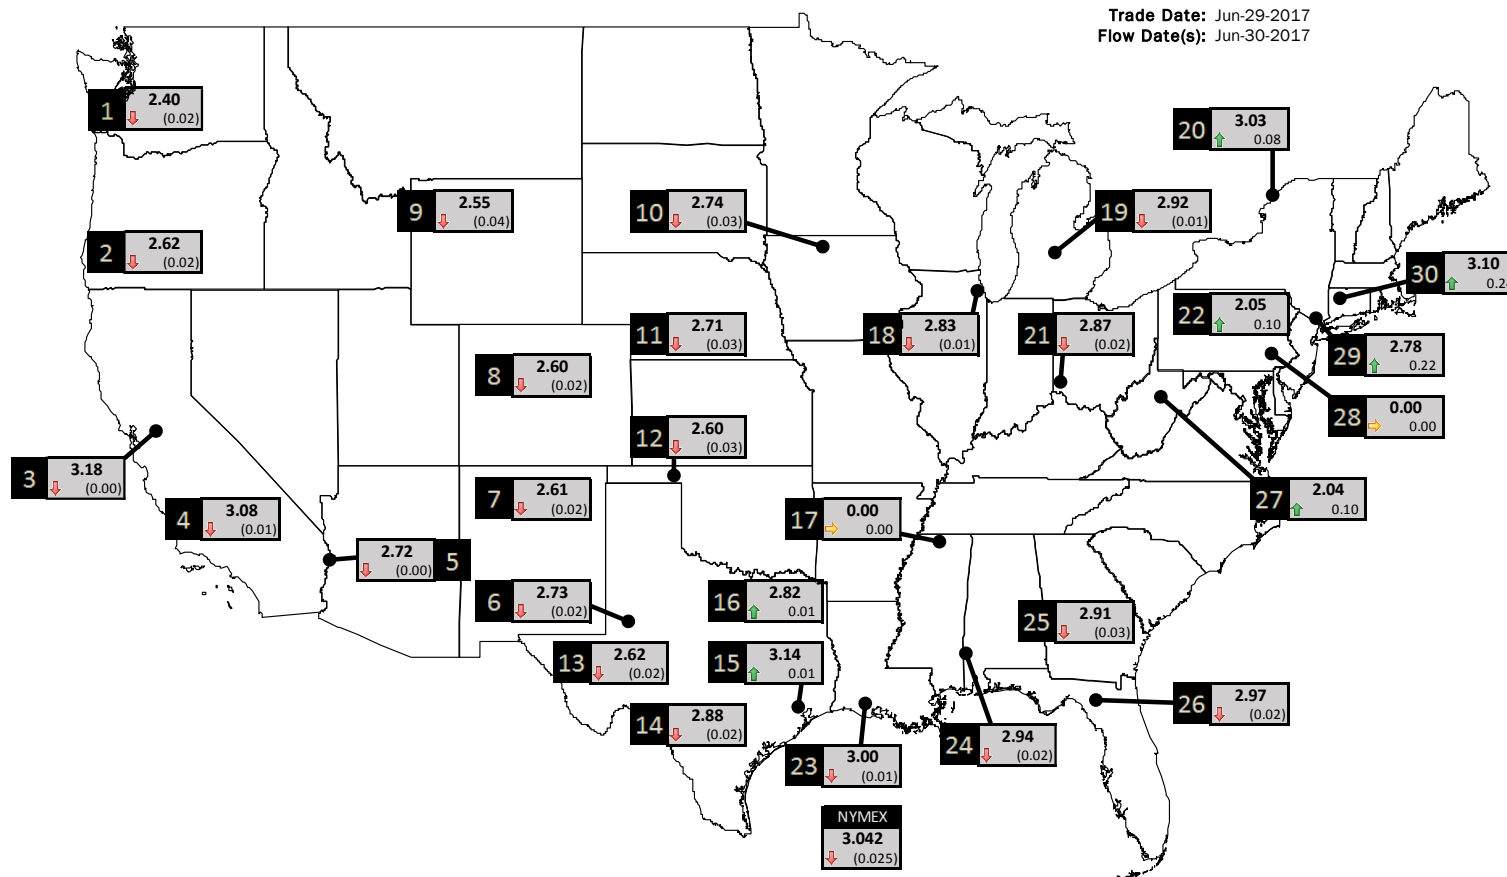 Trade Date: Jun-29-2017
Flow Date(s): Jun-30-2017
1 2.40 (0.02)
20 3.03 0.08
9 2.55 (0.04)
10 2.74 (0.03)
19 2.92 (0.01)
2 2.62 (0.02)
30 3.10
22 2.05 0.10
11 2.71 (0.03)
18 2.83 (0.01)
21 2.87 (0.02)
29 2.78 0.22
8 2.60 (0.02)
28 0.00 0.00
12 2.60 (0.03)
3 3.18 (0.00)
4 3.08 (0.01)
7 2.61 (0.02)
17 0.00 0.00
27 2.04 0.10
2.72 (0.00) 5
6 2.73 (0.02)
16 2.82 0.01
25 2.91 (0.03)
13 2.62 (0.02)
15 3.14 0.01
26 2.97 (0.02)
14 2.88 (0.02)
24 2.94 (0.02)
23 3.00 (0.01)
NYMEX
3.042
(0.025)